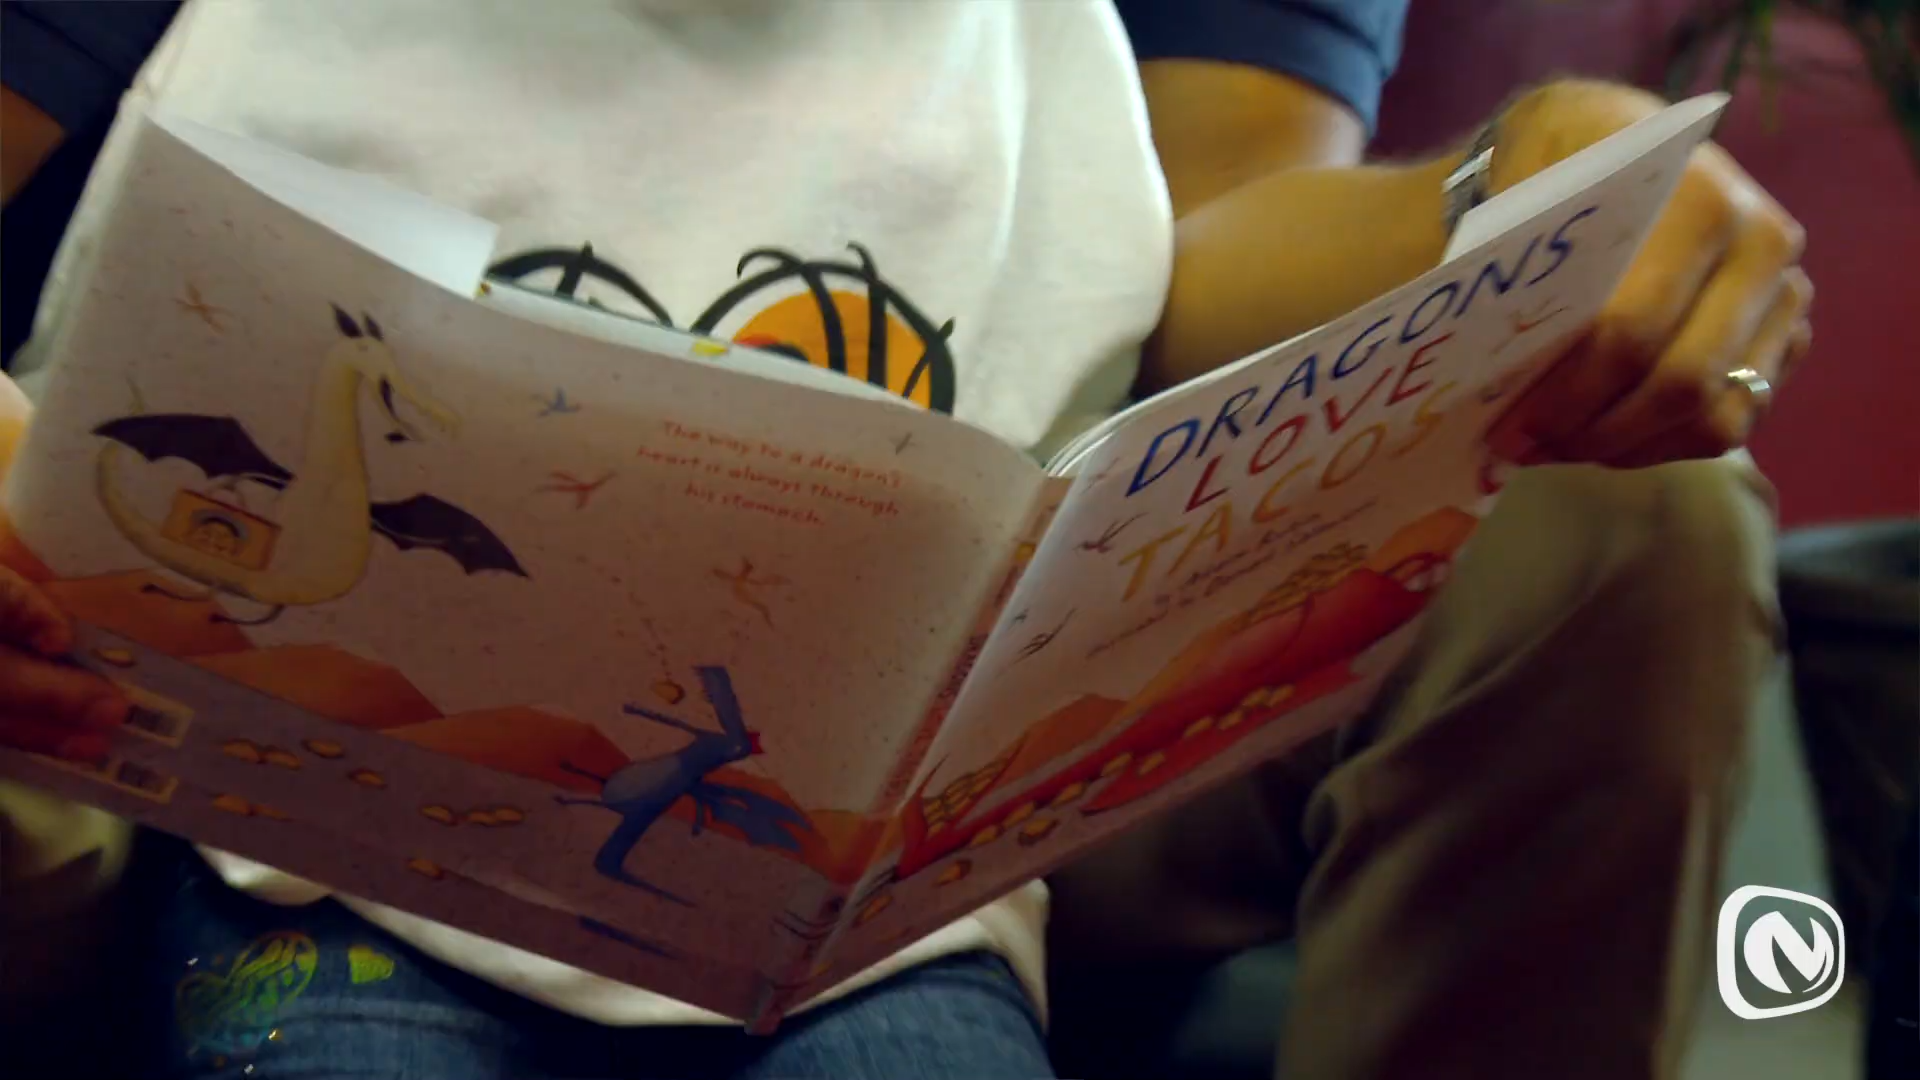 The way to a dragon's
heart is always through
his stomach.
DRAGONS
LOVE
TACOS
N